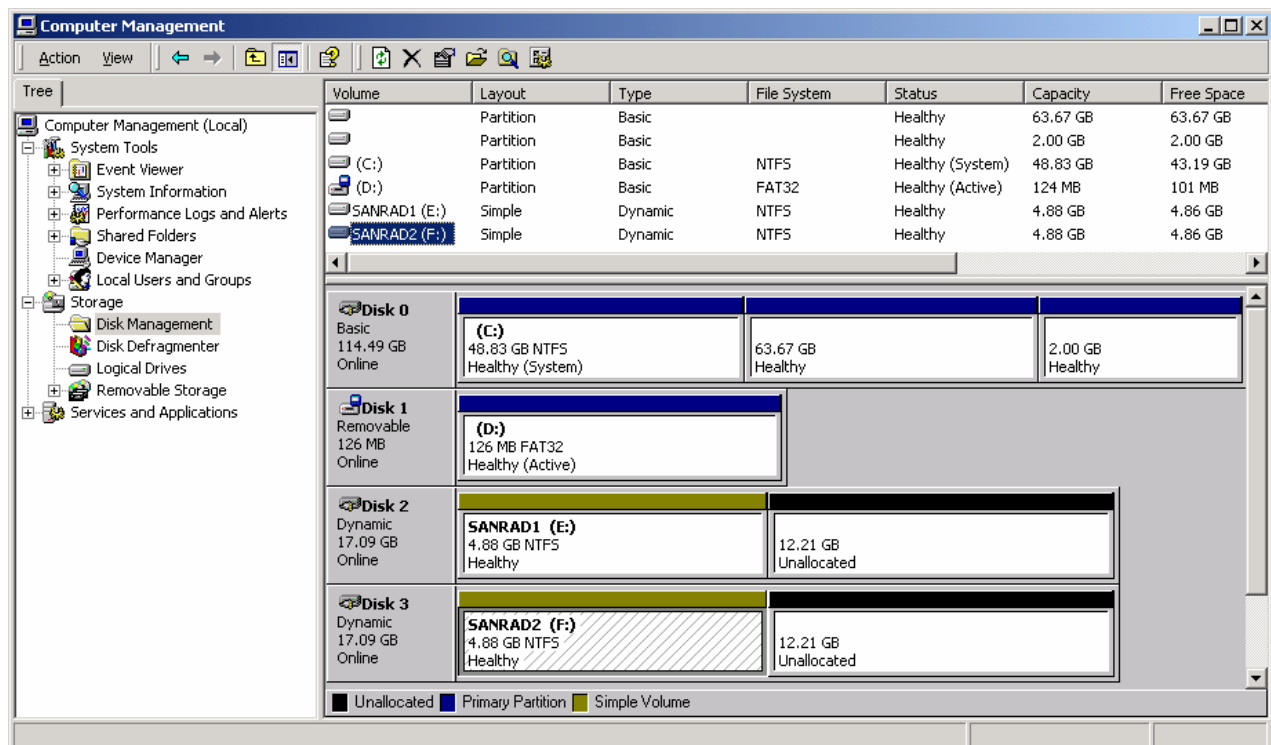 Computer Management
Action View
Tree
Volume Layout Type File System Status Capacity Free Space
Partition Basic Healthy 63.67 GB 63.67 GB
Partition Basic Healthy 2.00 GB 2.00 GB
(C:) Partition Basic NTFS Healthy (System) 48.83 GB 43.19 GB
(D:) Partition Basic FAT32 Healthy (Active) 124 MB 101 MB
SANRAD1 (E:) Simple Dynamic NTFS Healthy 4.88 GB 4.86 GB
SANRAD2 (F:) Simple Dynamic NTFS Healthy 4.88 GB 4.86 GB
Computer Management (Local)
System Tools
Event Viewer
System Information
Performance Logs and Alerts
Shared Folders
Device Manager
Local Users and Groups
Storage
Disk Management
Disk Defragmenter
Logical Drives
Removable Storage
Services and Applications
Disk 0
Basic
114.49 GB
Online
(C:)
48.83 GB NTFS
Healthy (System)
63.67 GB
Healthy
2.00 GB
Healthy
Disk 1
Removable
126 MB
Online
(D:)
126 MB FAT32
Healthy (Active)
Disk 2
Dynamic
17.09 GB
Online
SANRAD1 (E:)
4.88 GB NTFS
Healthy
12.21 GB
Unallocated
Disk 3
Dynamic
17.09 GB
Online
SANRAD2 (F:)
4.88 GB NTFS
Healthy
12.21 GB
Unallocated
Unallocated Primary Partition Simple Volume